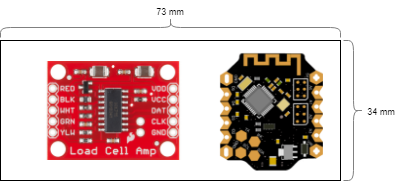 73 mm
34 mm
RED
BLK
WHT
GRN
YLW
VDD
VCC
DAT
CLK
GND
Load Cell Amp